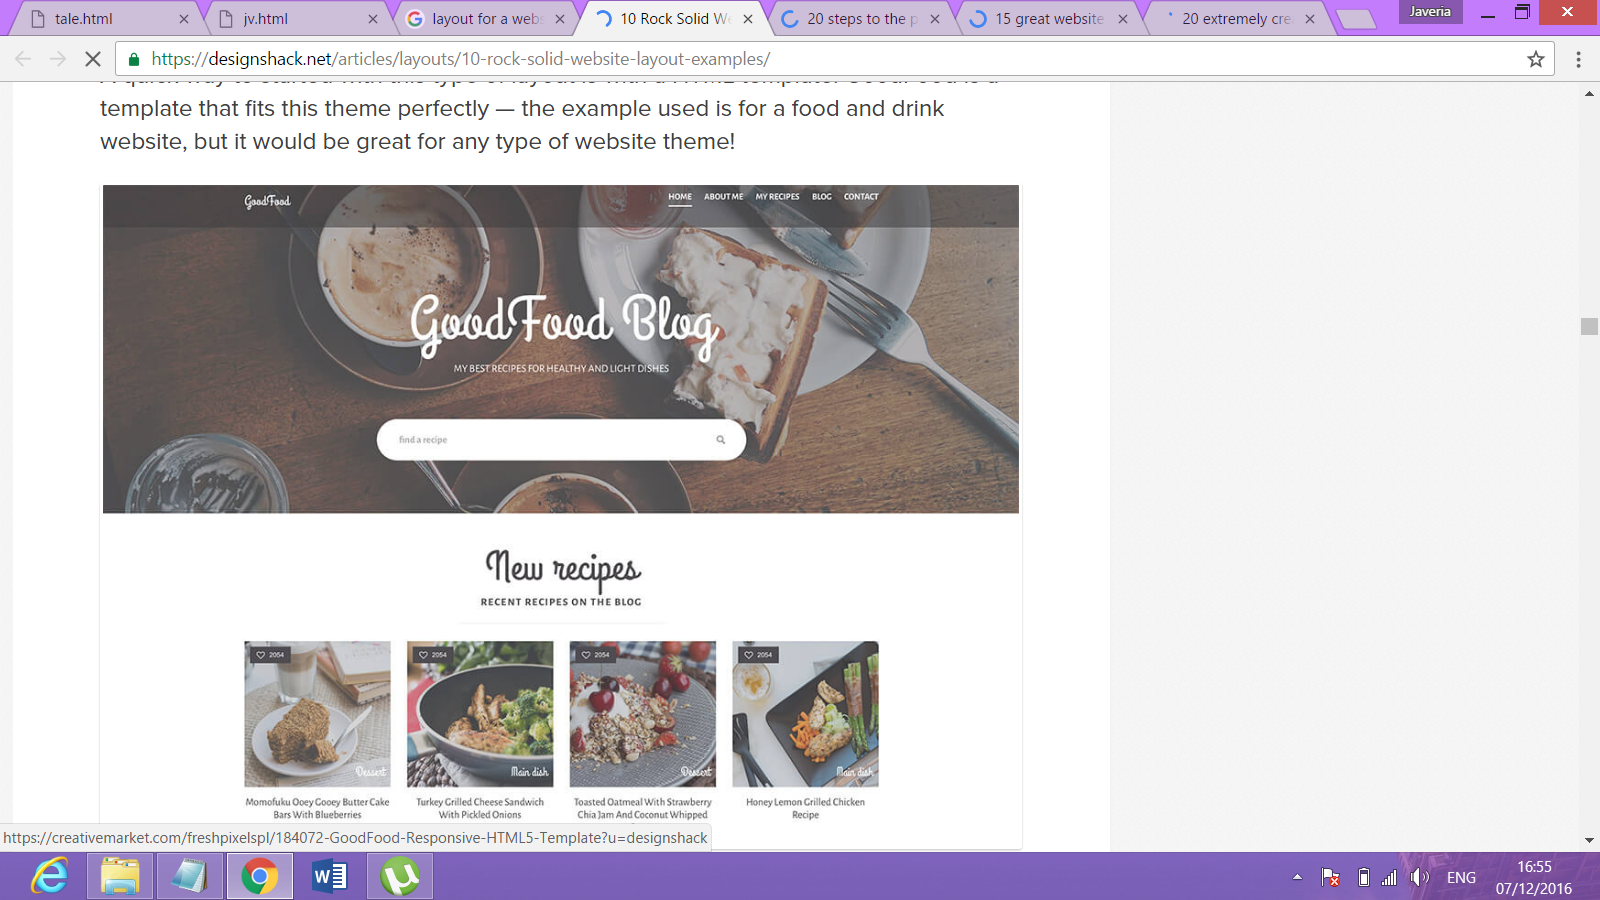 tale.html
jv.html
layout for a webs
10 Rock Solid We
20 steps to the p
15 great website
20 extremely cre
Javeria
https://designshack.net/articles/layouts/10-rock-solid-website-layout-examples/
template that fits this theme perfectly — the example used is for a food and drink
website, but it would be great for any type of website theme!
GoodFood
HOME ABOUT ME MY RECIPES BLOG CONTACT
GoodFood Blog
MY BEST RECIPES FOR HEALTHY AND LIGHT DISHES
find a recipe
New recipes
RECENT RECIPES ON THE BLOG
2054
2054
2054
2054
Dessert
Main dish
Dessert
Main dish
Momofuku Ooey Gooey Butter Cake
Bars With Blueberries
Turkey Grilled Cheese Sandwich
With Pickled Onions
Toasted Oatmeal With Strawberry
Chia Jam And Coconut Whipped
Honey Lemon Grilled Chicken
Recipe
https://creativemarket.com/freshpixelspl/184072-GoodFood-Responsive-HTML5-Template?u=designshack
ENG
16:55
07/12/2016